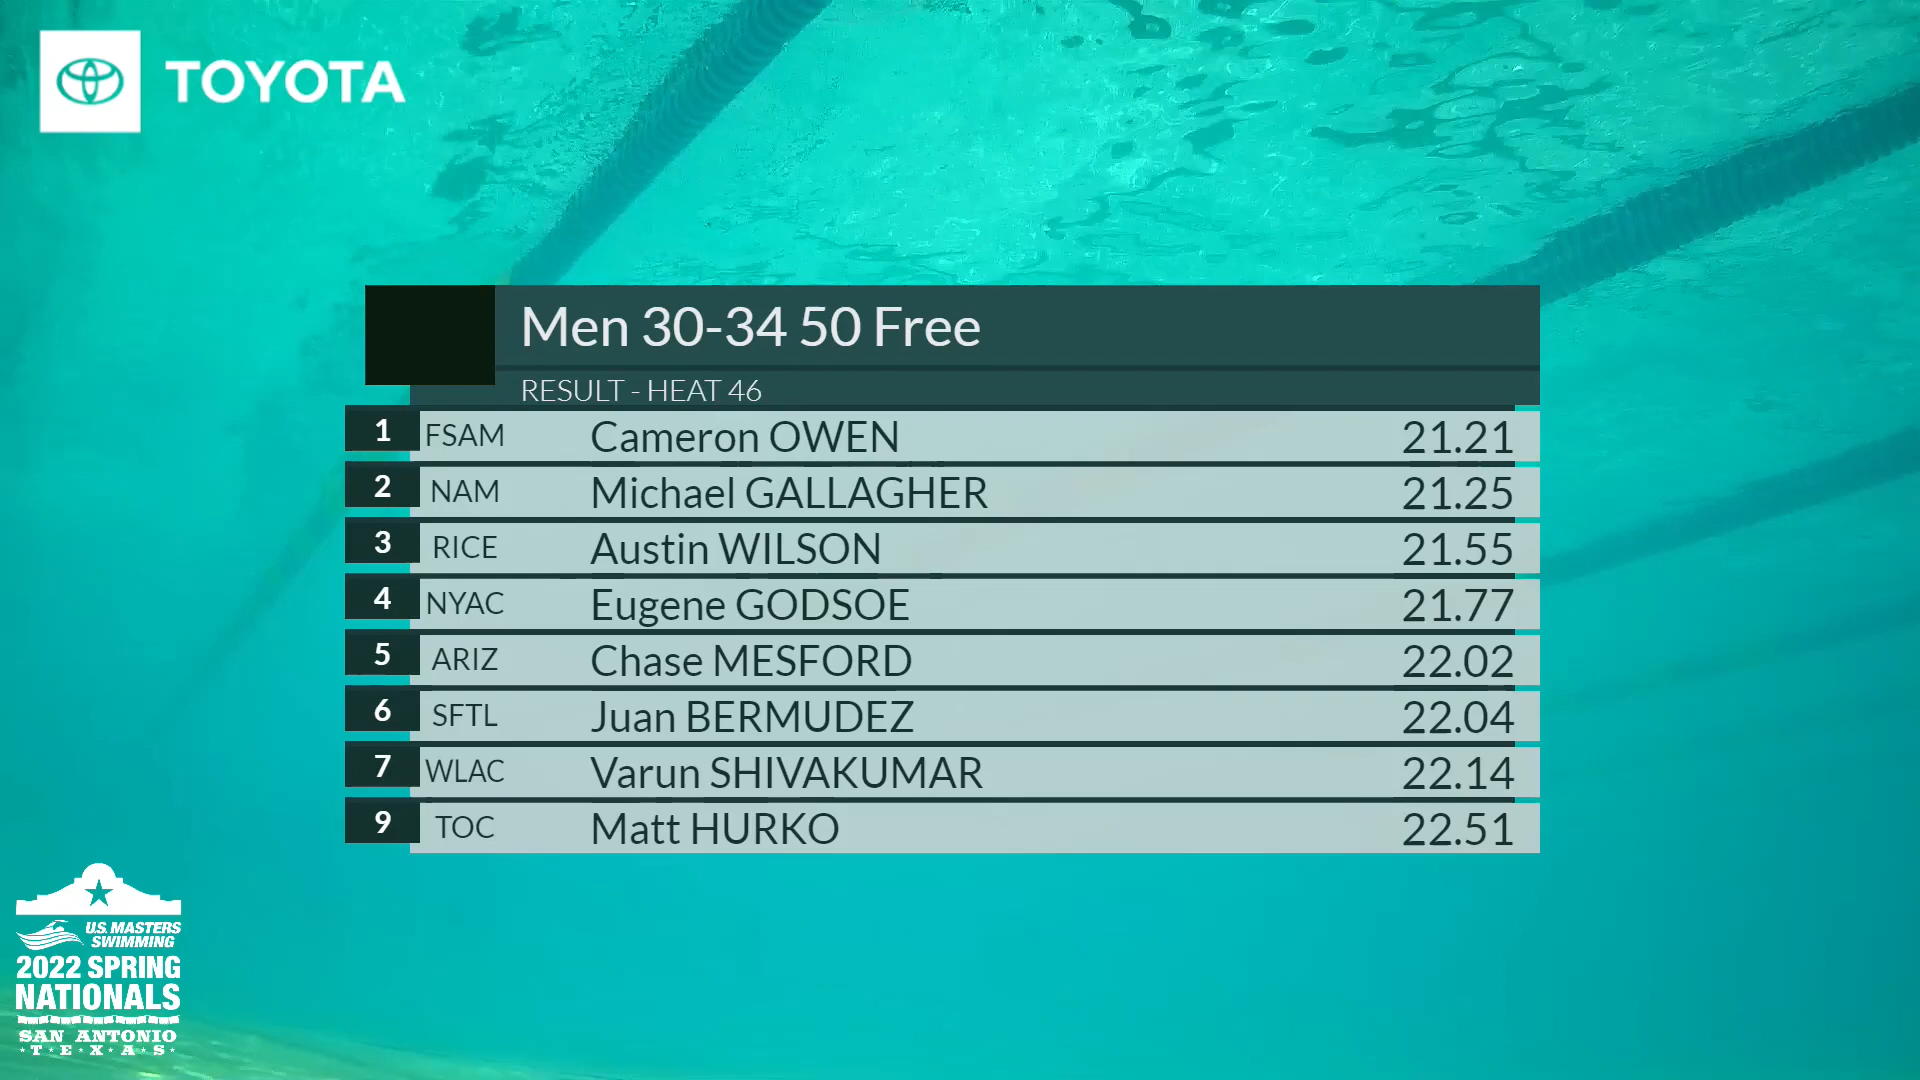 TOYOTA
Men 30-34 50 Free
RESULT - HEAT 46
1 FSAM Cameron OWEN 21.21
2 NAM Michael GALLAGHER 21.25
3 RICE Austin WILSON 21.55
4 NYAC Eugene GODSOE 21.77
5 ARIZ Chase MESFORD 22.02
6 SFTL Juan BERMUDEZ 22.04
7 WLAC Varun SHIVAKUMAR 22.14
9 TOC Matt HURKO 22.51
U.S. MASTERS
SWIMMING
2022 SPRING
NATIONALS
SAN ANTONIO
T·E·X·A·S